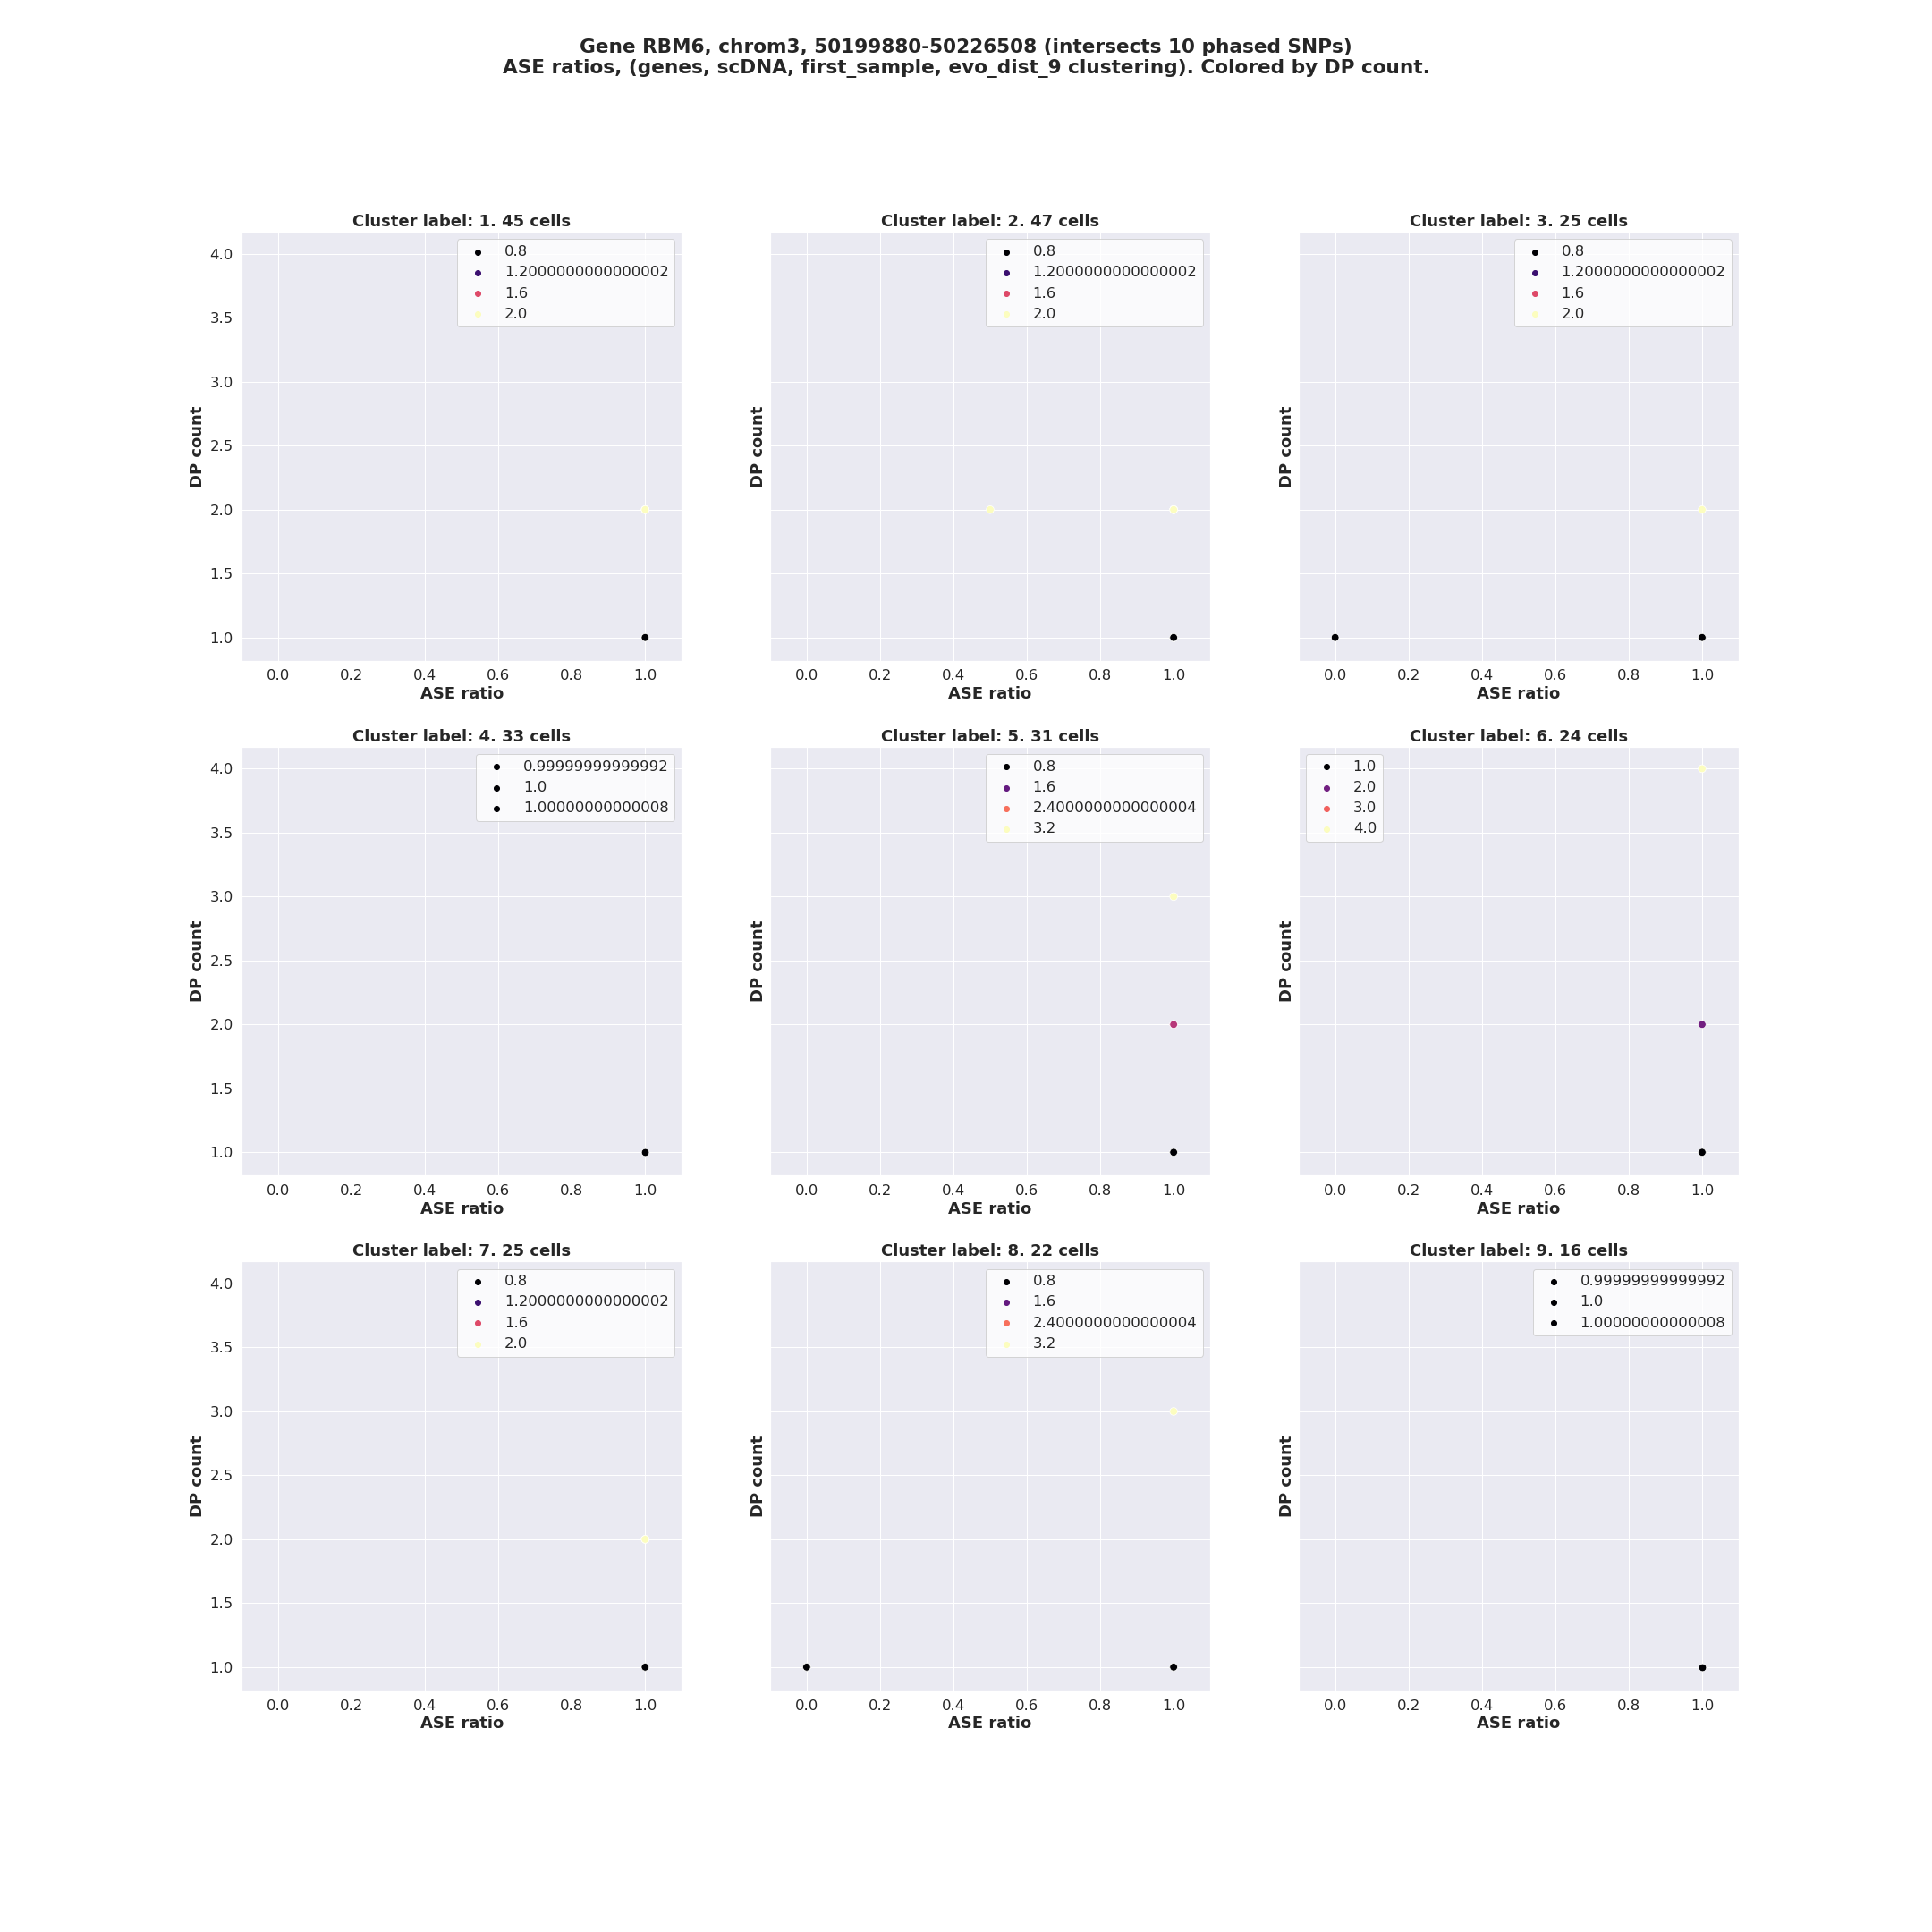 Gene RBM6, chrom3, 50199880-50226508 (intersects 10 phased SNPs)
ASE ratios, (genes, scDNA, first_sample, evo_dist_9 clustering). Colored by DP count.
Cluster label: 1. 45 cells
0.8
1.2000000000000002
1.6
2.0
4.0
3.5
3.0
2.5
2.0
1.5
1.0
DP count
0.0 0.2 0.4 0.6 0.8 1.0
ASE ratio
Cluster label: 2. 47 cells
0.8
1.2000000000000002
1.6
2.0
DP count
0.0 0.2 0.4 0.6 0.8 1.0
ASE ratio
Cluster label: 3. 25 cells
0.8
1.2000000000000002
1.6
2.0
DP count
0.0 0.2 0.4 0.6 0.8 1.0
ASE ratio
Cluster label: 4. 33 cells
0.99999999999992
1.0
1.00000000000008
4.0
3.5
3.0
2.5
2.0
1.5
1.0
DP count
0.0 0.2 0.4 0.6 0.8 1.0
ASE ratio
Cluster label: 5. 31 cells
0.8
1.6
2.4000000000000004
3.2
DP count
0.0 0.2 0.4 0.6 0.8 1.0
ASE ratio
Cluster label: 6. 24 cells
1.0
2.0
3.0
4.0
DP count
0.0 0.2 0.4 0.6 0.8 1.0
ASE ratio
Cluster label: 7. 25 cells
0.8
1.2000000000000002
1.6
2.0
4.0
3.5
3.0
2.5
2.0
1.5
1.0
DP count
0.0 0.2 0.4 0.6 0.8 1.0
ASE ratio
Cluster label: 8. 22 cells
0.8
1.6
2.4000000000000004
3.2
DP count
0.0 0.2 0.4 0.6 0.8 1.0
ASE ratio
Cluster label: 9. 16 cells
0.99999999999992
1.0
1.00000000000008
DP count
0.0 0.2 0.4 0.6 0.8 1.0
ASE ratio